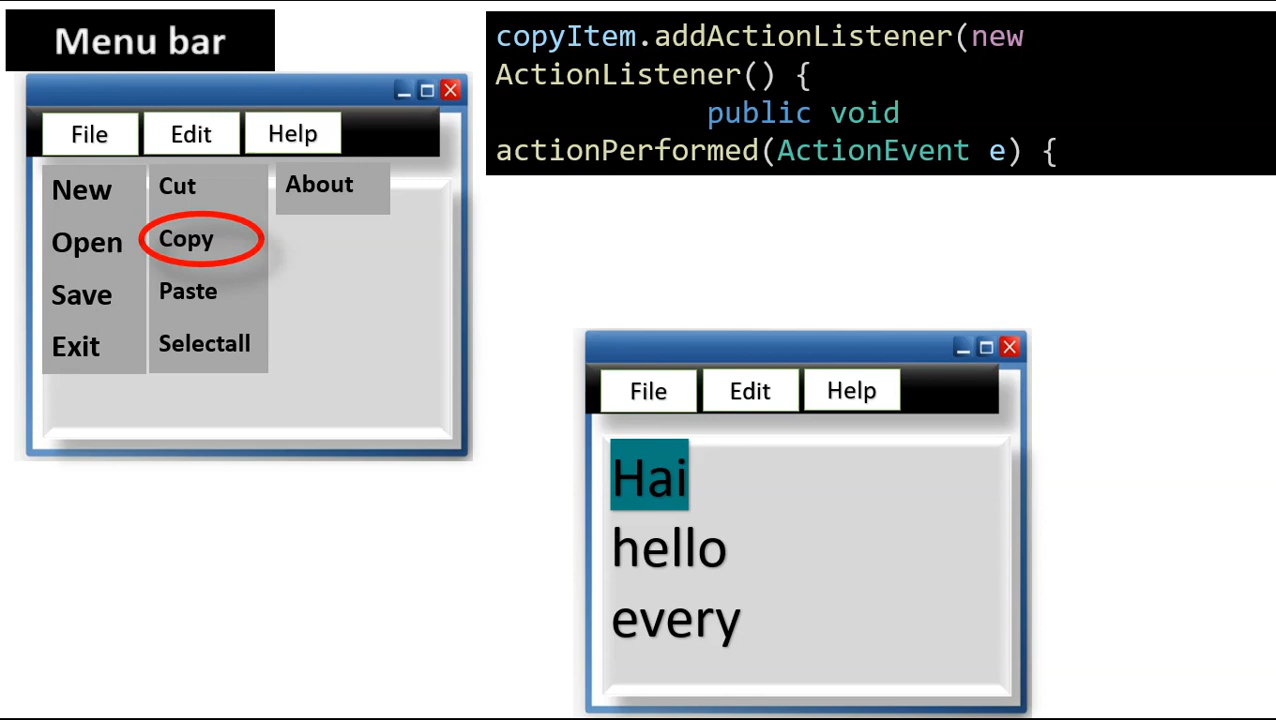 Menu bar
File Edit Help
New Cut About
Open Copy
Save Paste
Exit Selectall
copyItem.addActionListener(new
ActionListener() {
public void
actionPerformed(ActionEvent e) {
File Edit Help
Hai
hello
every